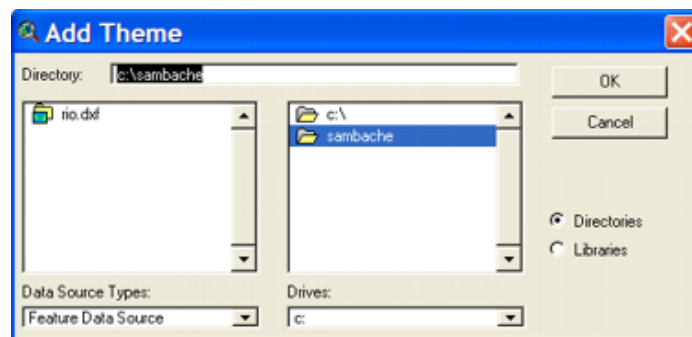 Add Theme
Directory: c:\sambache
OK
rio.dxf
c:\
sambache
Cancel
Directories
Libraries
Data Source Types:
Drives:
Feature Data Source
c: